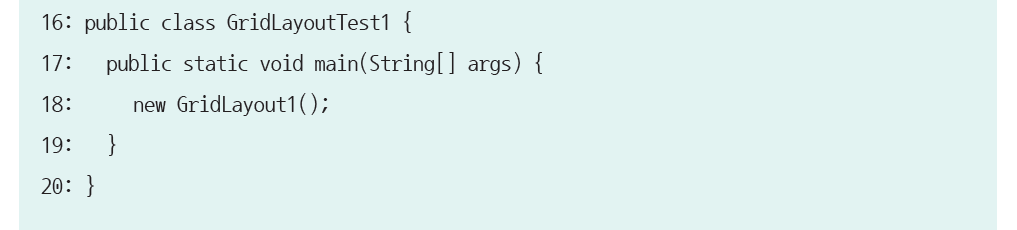 16: public class GridLayoutTest1 {
17:   public static void main(String[] args) {
18:     new GridLayout1();
19:   }
20: }